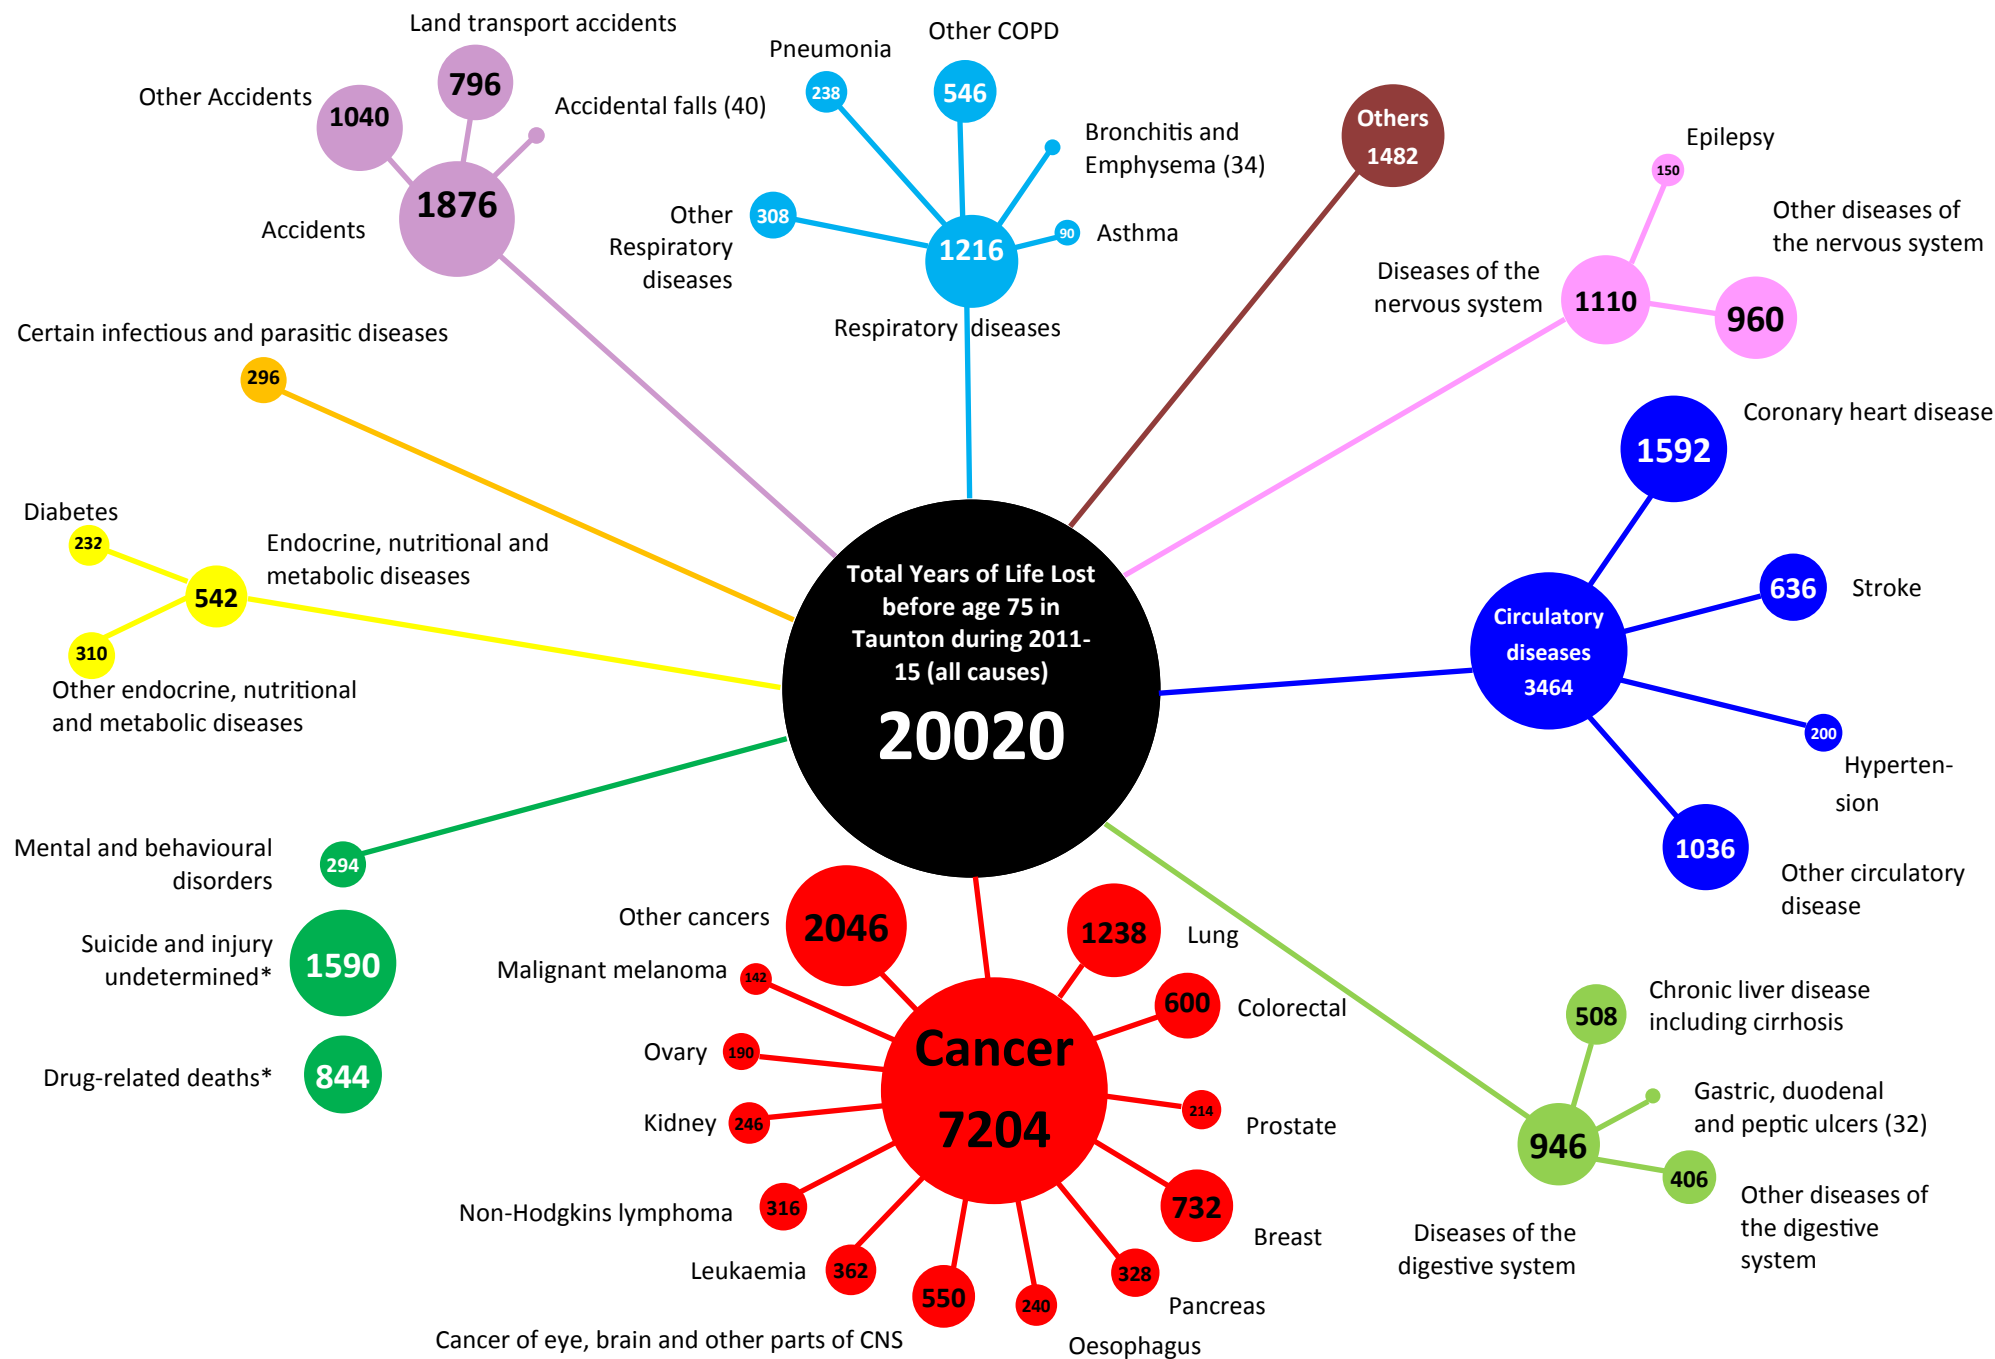 Land transport accidents
796
Other Accidents
1040
Accidental falls (40)
1876
Accidents
Pneumonia
238
Other COPD
546
Bronchitis and
Emphysema (34)
Other
Respiratory
diseases
308
90
Asthma
1216
Respiratory diseases
Others
1482
Epilepsy
150
Other diseases of
the nervous system
Diseases of the
nervous system
1110
960
Certain infectious and parasitic diseases
296
Coronary heart disease
1592
Diabetes
232
Endocrine, nutritional and
metabolic diseases
542
310
Other endocrine, nutritional
and metabolic diseases
Total Years of Life Lost
before age 75 in
Taunton during 2011-
15 (all causes)
20020
636
Stroke
Circulatory
diseases
3464
200
Hyperten-
sion
1036
Other circulatory
disease
Mental and behavioural
disorders
294
Suicide and injury
undetermined*
1590
Drug-related deaths*
844
Other cancers
2046
1238
Lung
Malignant melanoma
142
600
Colorectal
Cancer
7204
Ovary
190
Kidney
246
214
Prostate
Non-Hodgkins lymphoma
316
732
Breast
Leukaemia
362
550
Cancer of eye, brain and other parts of CNS
240
Oesophagus
328
Pancreas
508
Chronic liver disease
including cirrhosis
Gastric, duodenal
and peptic ulcers (32)
946
406
Other diseases of
the digestive
system
Diseases of the
digestive system